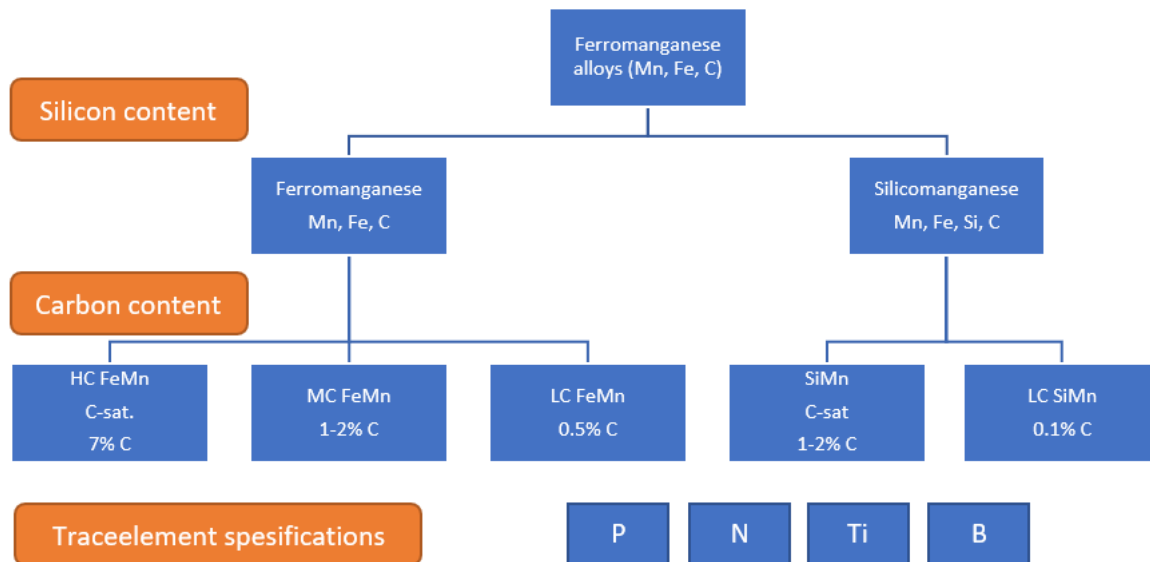 Ferromanganese
alloys (Mn, Fe, C)
Silicon content
Ferromanganese
Mn, Fe, C
Silicomanganese
Mn, Fe, Si, C
Carbon content
HC FeMn
C-sat.
7% C
MC FeMn
1-2% C
LC FeMn
0.5% C
SiMn
C-sat
1-2% C
LC SiMn
0.1% C
Traceelement spesifications
P
N
Ti
B